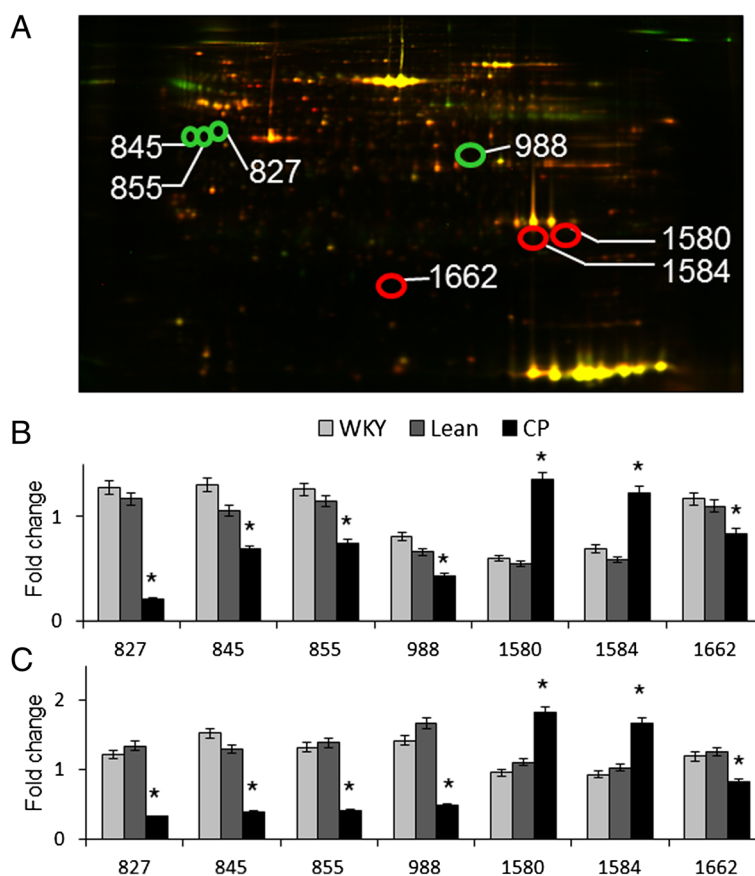 A
845
855
827
988
1580
1584
1662
B
WKY Lean CP
Fold change
1
0
* * * * * * *
827 845 855 988 1580 1584 1662
C
Fold change
2
1
0
* * * * * * *
827 845 855 988 1580 1584 1662